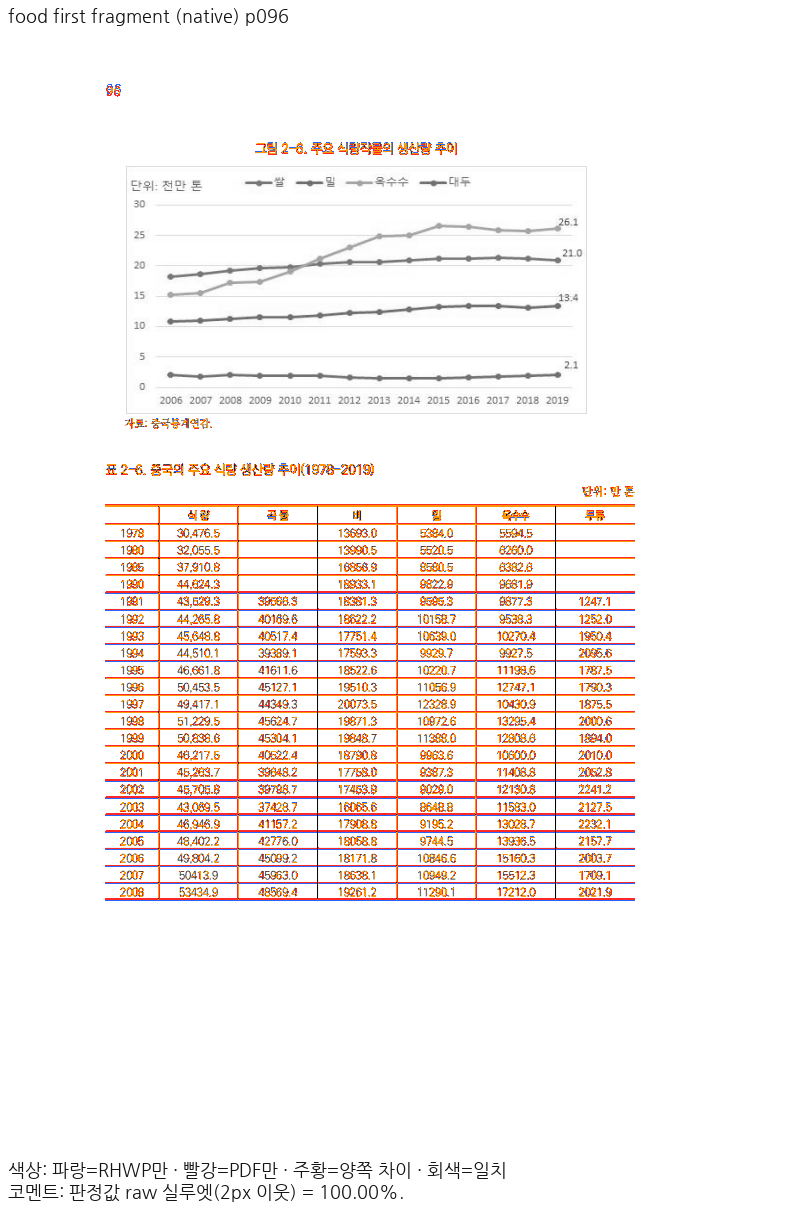 food first fragment (native) p096
96
그림 2-6. 주요 식량작물의 생산량 추이
단위: 천만 톤
쌀 밀 옥수수 대두
30
25
20
15
10
5
0
26.1
21.0
13.4
2.1
2006 2007 2008 2009 2010 2011 2012 2013 2014 2015 2016 2017 2018 2019
자료: 중국통계연감.
표 2-6. 중국의 주요 식량 생산량 추이(1978-2019)
단위: 만 톤
식 량 곡 물 벼 밀 옥수수 두류
1978 30,476.5 13693.0 5384.0 5594.5
1980 32,055.5 13990.5 5520.5 6260.0
1985 37,910.8 16856.9 8580.5 6382.6
1990 44,624.3 18933.1 9822.9 9681.9
1991 43,529.3 39566.3 18381.3 9595.3 9877.3 1247.1
1992 44,265.8 40169.6 18622.2 10158.7 9538.3 1252.0
1993 45,648.8 40517.4 17751.4 10639.0 10270.4 1950.4
1994 44,510.1 39389.1 17593.3 9929.7 9927.5 2095.6
1995 46,661.8 41611.6 18522.6 10220.7 11198.6 1787.5
1996 50,453.5 45127.1 19510.3 11056.9 12747.1 1790.3
1997 49,417.1 44349.3 20073.5 12328.9 10430.9 1875.5
1998 51,229.5 45624.7 19871.3 10972.6 13295.4 2000.6
1999 50,838.6 45304.1 19848.7 11388.0 12808.6 1894.0
2000 46,217.5 40522.4 18790.8 9963.6 10600.0 2010.0
2001 45,263.7 39648.2 17758.0 9387.3 11408.8 2052.8
2002 45,705.8 39798.7 17453.9 9029.0 12130.8 2241.2
2003 43,069.5 37428.7 16065.6 8648.8 11583.0 2127.5
2004 46,946.9 41157.2 17908.8 9195.2 13028.7 2232.1
2005 48,402.2 42776.0 18058.8 9744.5 13936.5 2157.7
2006 49,804.2 45099.2 18171.8 10846.6 15160.3 2003.7
2007 50413.9 45963.0 18638.1 10949.2 15512.3 1709.1
2008 53434.9 48569.4 19261.2 11290.1 17212.0 2021.9
색상: 파랑=RHWP만 · 빨강=PDF만 · 주황=양쪽 차이 · 회색=일치
코멘트: 판정값 raw 실루엣(2px 이웃) = 100.00%.